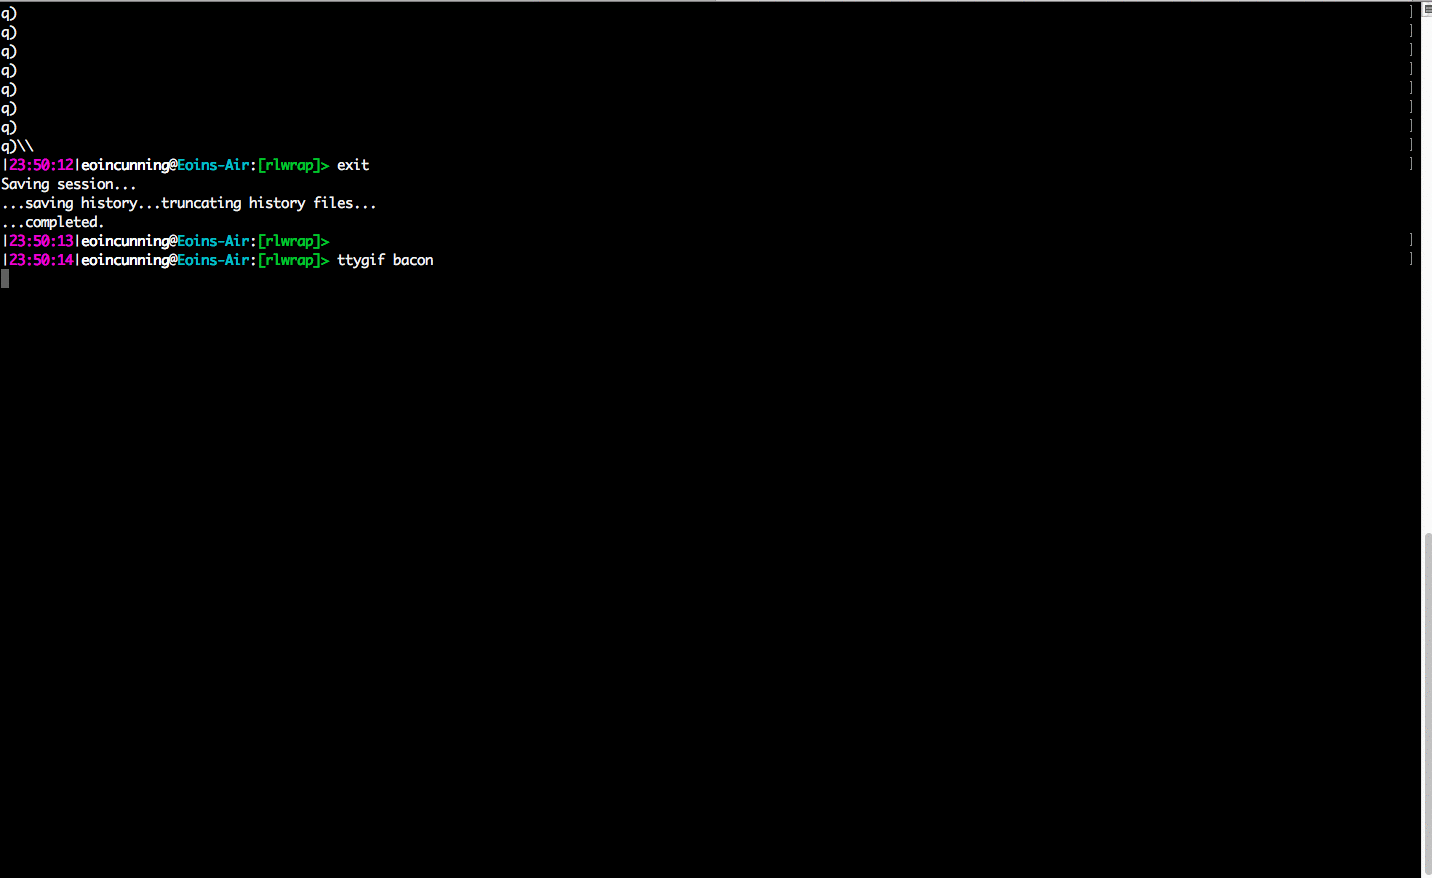 q) ]
q) ]
q) ]
q) ]
q) ]
q) ]
q) ]
q)\\ ]
|23:50:12|eoincunning@Eoins-Air:[rlwrap]> exit ]
Saving session...
...saving history...truncating history files...
...completed.
|23:50:13|eoincunning@Eoins-Air:[rlwrap]> ]
|23:50:14|eoincunning@Eoins-Air:[rlwrap]> ttygif bacon ]